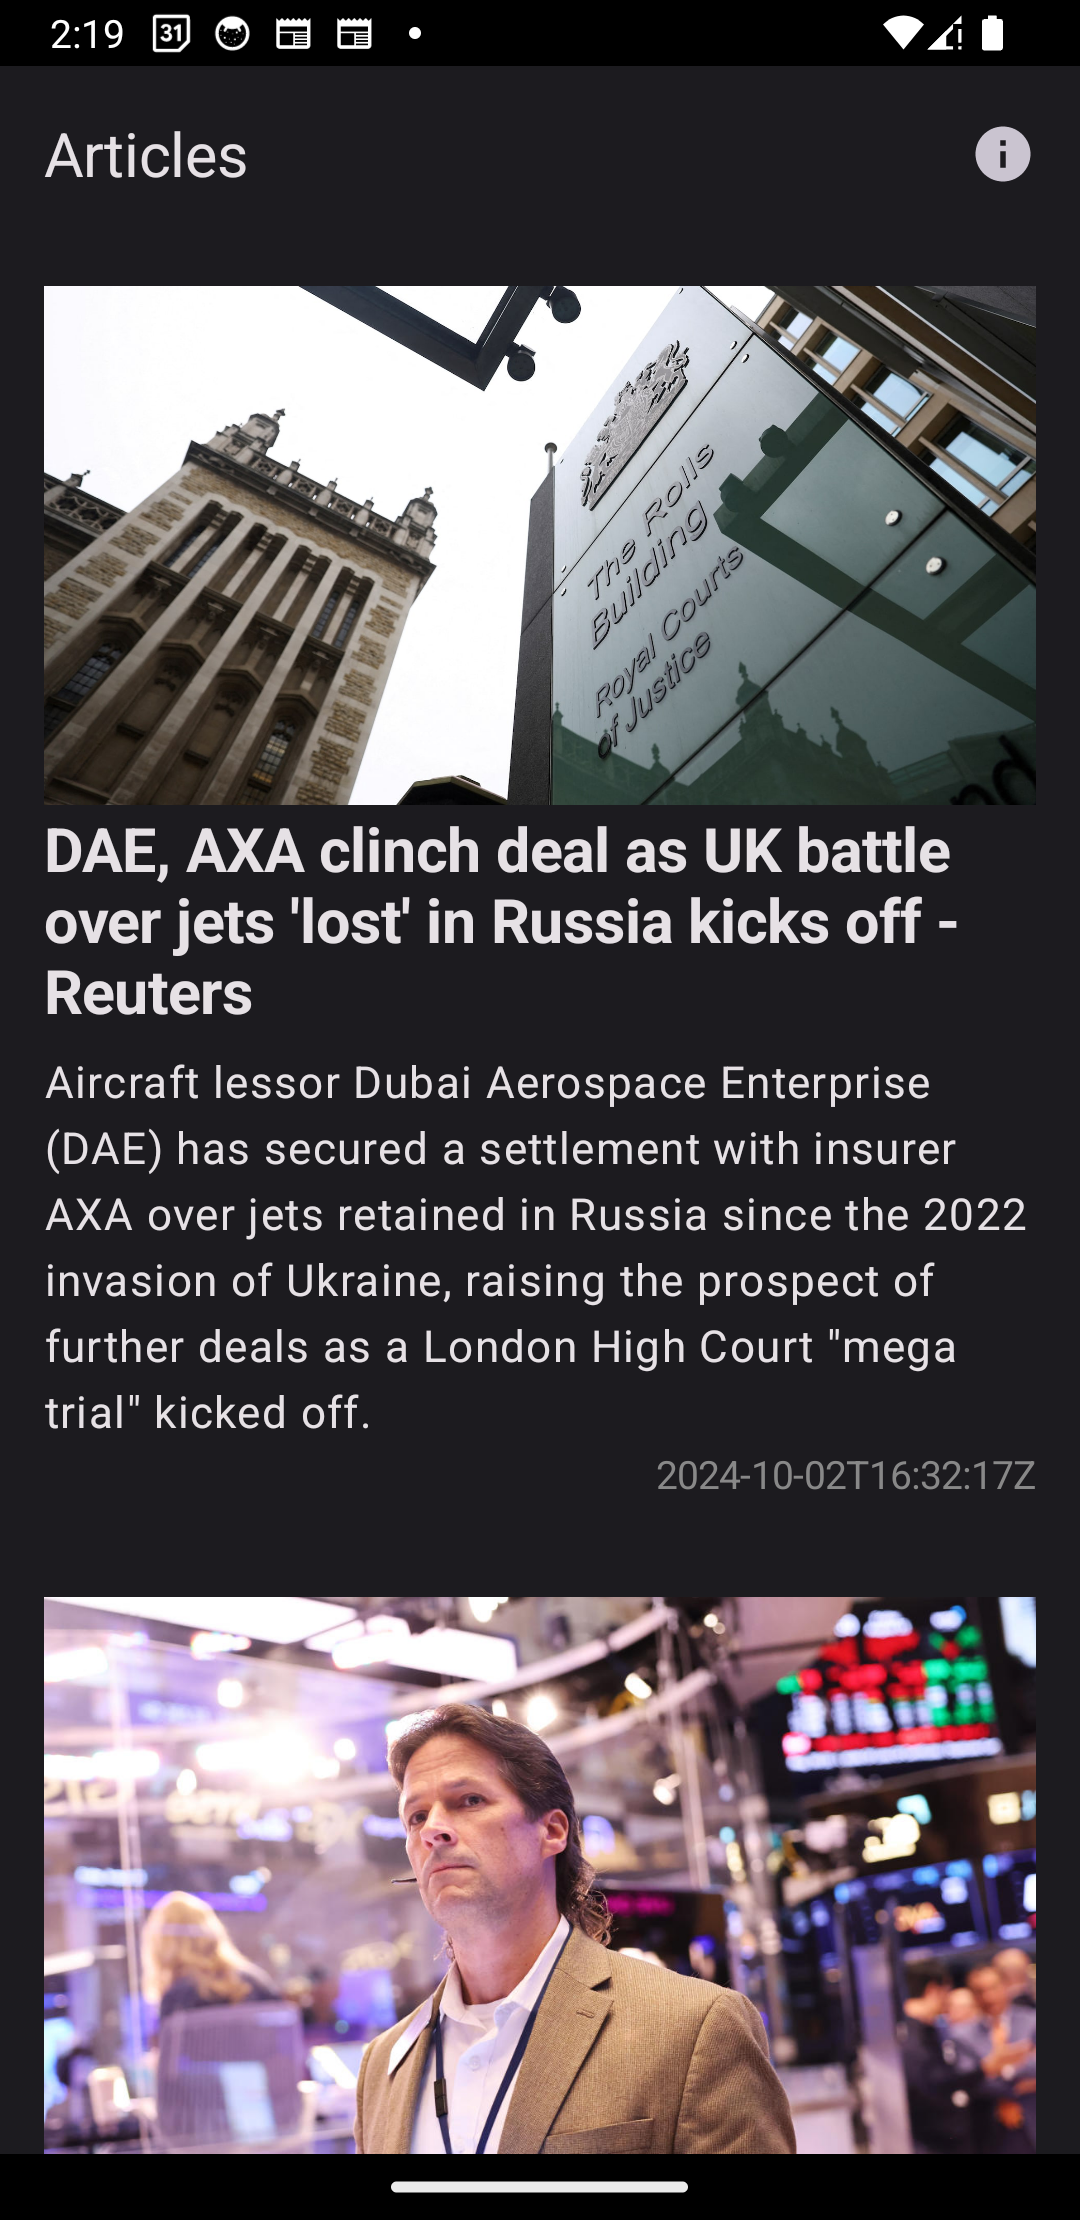 2:19
31
Articles
The Rolls
Building
Royal Courts
of Justice
DAE, AXA clinch deal as UK battle
over jets 'lost' in Russia kicks off -
Reuters
Aircraft lessor Dubai Aerospace Enterprise
(DAE) has secured a settlement with insurer
AXA over jets retained in Russia since the 2022
invasion of Ukraine, raising the prospect of
further deals as a London High Court "mega
trial" kicked off.
2024-10-02T16:32:17Z